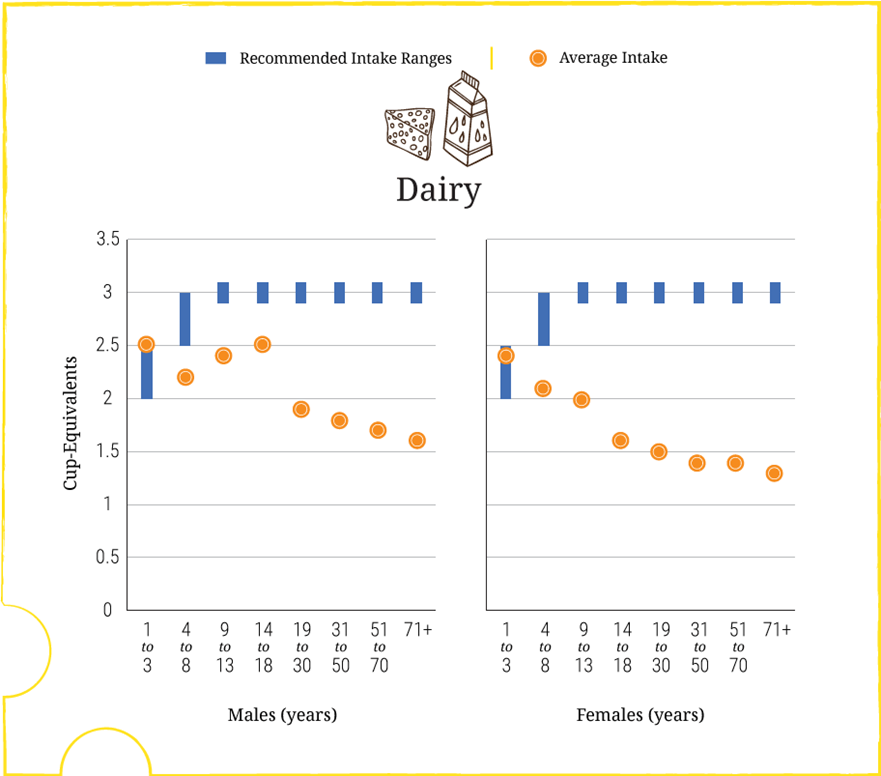 Recommended Intake Ranges
Average Intake
Dairy
Cup-Equivalents
3.5
3
2.5
2
1.5
1
0.5
0
1 to 3
4 to 8
9 to 13
14 to 18
19 to 30
31 to 50
51 to 70
71+
Males (years)
1 to 3
4 to 8
9 to 13
14 to 18
19 to 30
31 to 50
51 to 70
71+
Females (years)